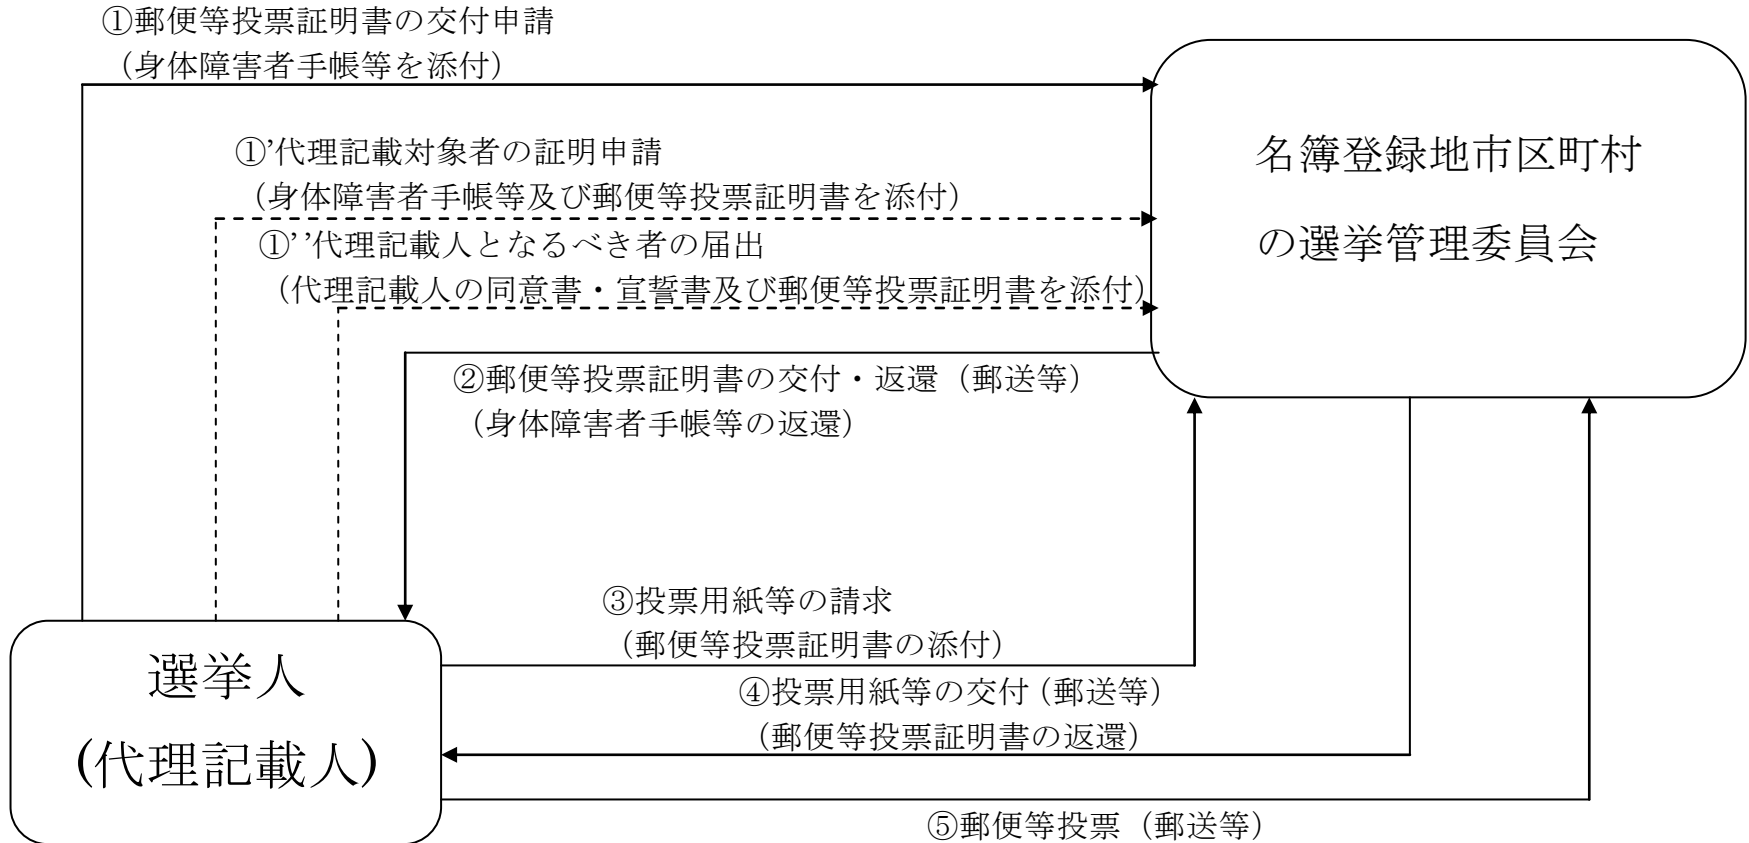 ①郵便等投票証明書の交付申請
（身体障害者手帳等を添付）
①’代理記載対象者の証明申請
（身体障害者手帳等及び郵便等投票証明書を添付）
①’’代理記載人となるべき者の届出
（代理記載人の同意書・宣誓書及び郵便等投票証明書を添付）
名簿登録地市区町村
の選挙管理委員会
②郵便等投票証明書の交付・返還（郵送等）
（身体障害者手帳等の返還）
③投票用紙等の請求
（郵便等投票証明書の添付）
選挙人
(代理記載人)
④投票用紙等の交付（郵送等）
（郵便等投票証明書の返還）
⑤郵便等投票（郵送等）